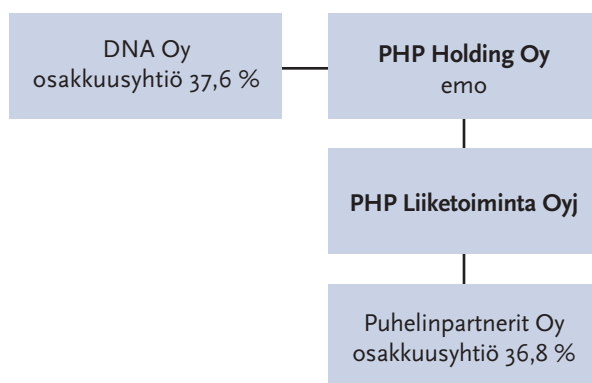 DNA Oy
osakkuusyhtiö 37,6 %
PHP Holding Oy
emo
PHP Liiketoiminta Oyj
Puhelinpartnerit Oy
osakkuusyhtiö 36,8 %